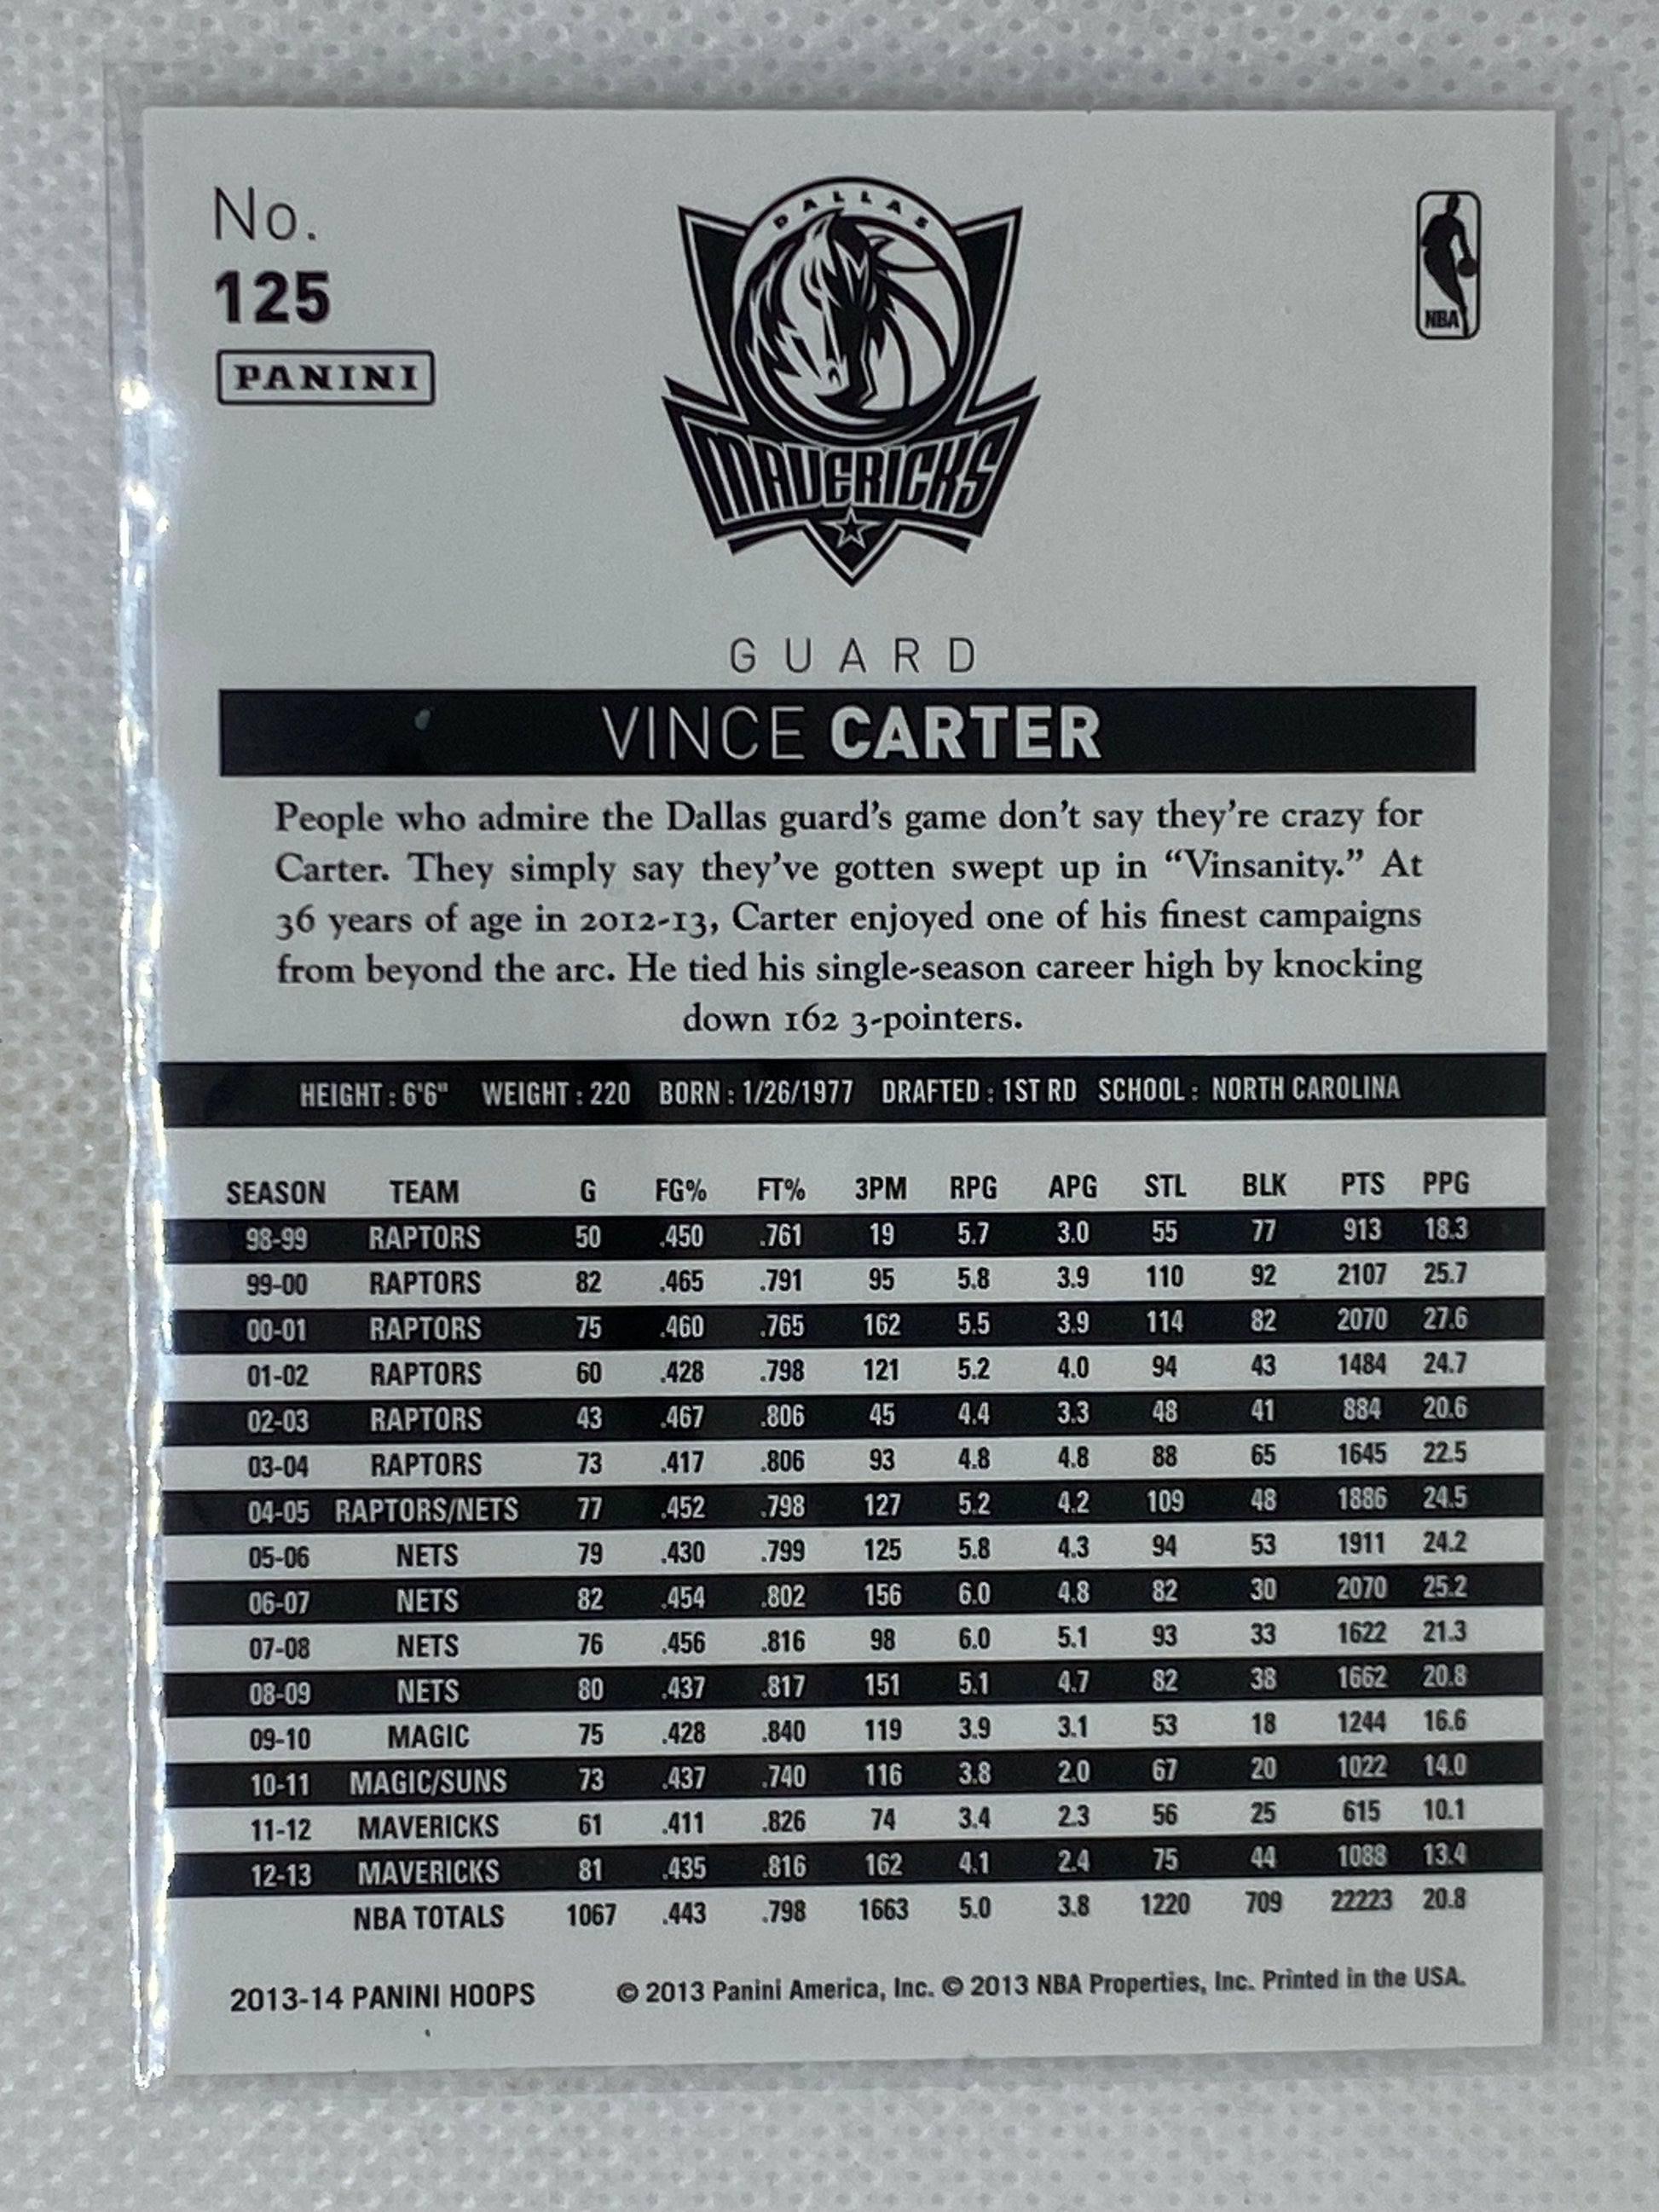 No.
125
PANINI
DALLAS
MAVERICKS
NBA
GUARD
VINCE CARTER
People who admire the Dallas guard's game don't say they're crazy for
Carter. They simply say they've gotten swept up in “Vinsanity.” At
36 years of age in 2012-13, Carter enjoyed one of his finest campaigns
from beyond the arc. He tied his single-season career high by knocking
down 162 3-pointers.
HEIGHT : 6'6" WEIGHT : 220 BORN : 1/26/1977 DRAFTED : 1ST RD SCHOOL : NORTH CAROLINA
SEASON TEAM G FG% FT% 3PM RPG APG STL BLK PTS PPG
98-99 RAPTORS 50 .450 .761 19 5.7 3.0 55 77 913 18.3
99-00 RAPTORS 82 .465 .791 95 5.8 3.9 110 92 2107 25.7
00-01 RAPTORS 75 .460 .765 162 5.5 3.9 114 82 2070 27.6
01-02 RAPTORS 60 .428 .798 121 5.2 4.0 94 43 1484 24.7
02-03 RAPTORS 43 .467 .806 45 4.4 3.3 48 41 884 20.6
03-04 RAPTORS 73 .417 .806 93 4.8 4.8 88 65 1645 22.5
04-05 RAPTORS/NETS 77 .452 .798 127 5.2 4.2 109 48 1886 24.5
05-06 NETS 79 .430 .799 125 5.8 4.3 94 53 1911 24.2
06-07 NETS 82 .454 .802 156 6.0 4.8 82 30 2070 25.2
07-08 NETS 76 .456 .816 98 6.0 5.1 93 33 1622 21.3
08-09 NETS 80 .437 .817 151 5.1 4.7 82 38 1662 20.8
09-10 MAGIC 75 .428 .840 119 3.9 3.1 53 18 1244 16.6
10-11 MAGIC/SUNS 73 .437 .740 116 3.8 2.0 67 20 1022 14.0
11-12 MAVERICKS 61 .411 .826 74 3.4 2.3 56 25 615 10.1
12-13 MAVERICKS 81 .435 .816 162 4.1 2.4 75 44 1088 13.4
NBA TOTALS 1067 .443 .798 1663 5.0 3.8 1220 709 22223 20.8
2013-14 PANINI HOOPS © 2013 Panini America, Inc. © 2013 NBA Properties, Inc. Printed in the USA.